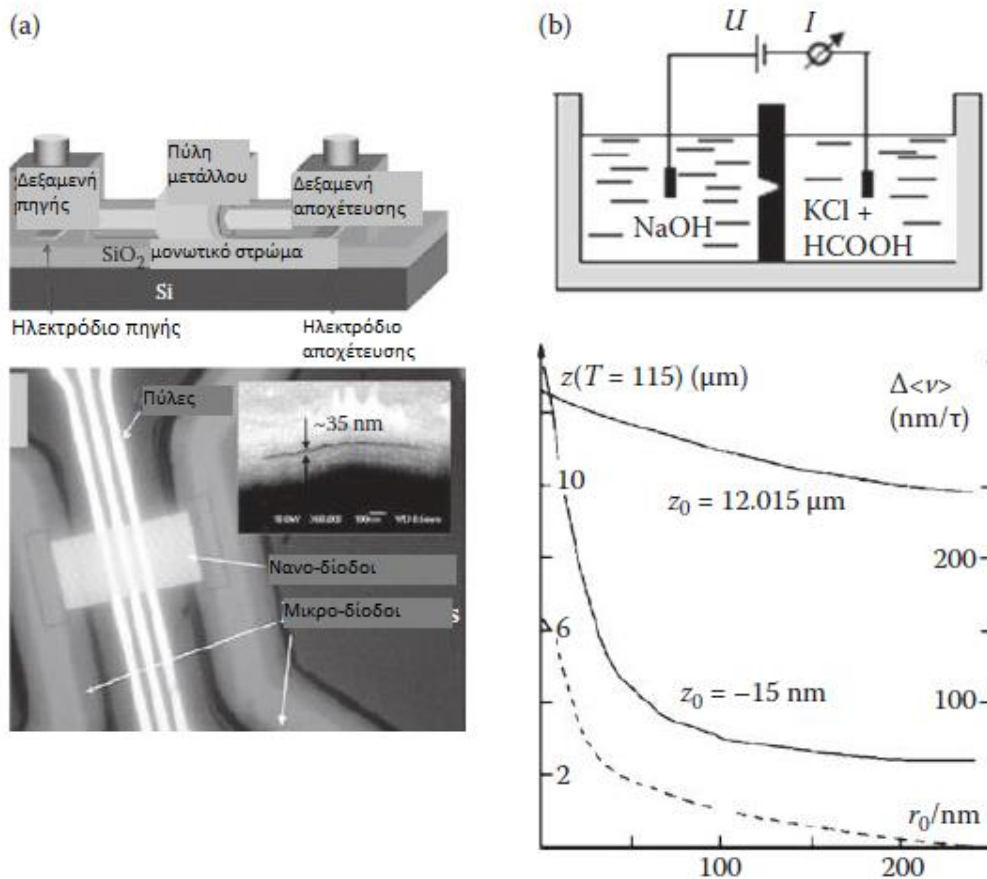 (a)
Πύλη
μετάλλου
Δεξαμενή
πηγής
Δεξαμενή
αποχέτευσης
SiO2 μονωτικό στρώμα
Si
Ηλεκτρόδιο πηγής
Ηλεκτρόδιο
αποχέτευσης
Πύλες
~35 nm
Νανο-δίοδοι
Μικρο-δίοδοι
s
(b)
U
I
NaOH
KCl +
HCOOH
z(T = 115) (μm)
Δ<ν>
(nm/τ)
10
z0 = 12.015 μm
200
6
z0 = −15 nm
100
2
r0/nm
100
200